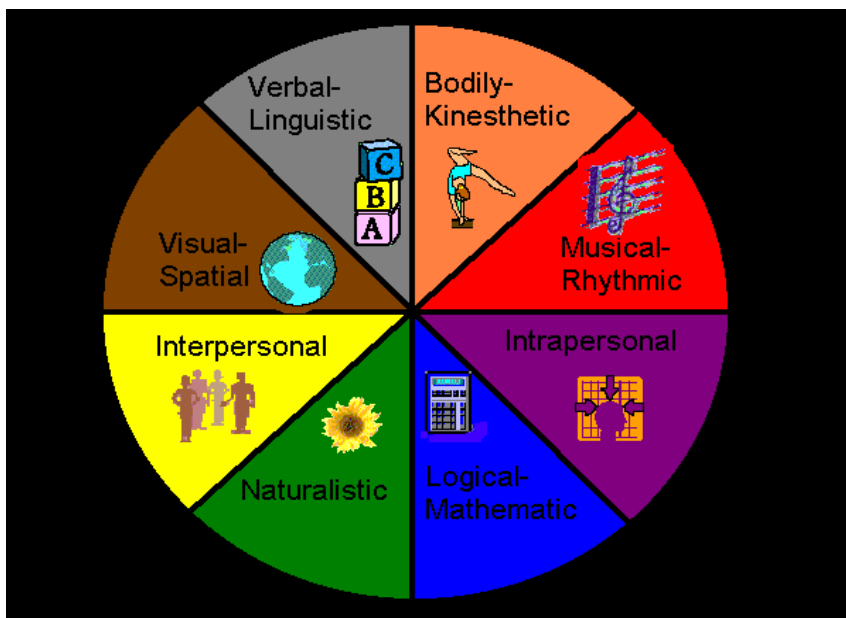 Verbal-
Linguistic
Bodily-
Kinesthetic
C
B
A
Visual-
Spatial
Musical-
Rhythmic
Interpersonal
Intrapersonal
Naturalistic
Logical-
Mathematic